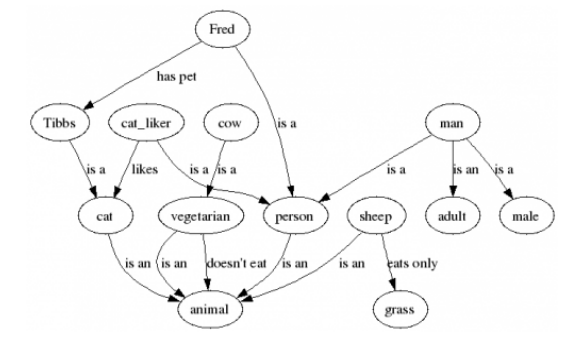 Fred
has pet
Tibbs
cat_liker
cow
is a
man
is a
likes
is a
is a
is a
is an
is a
cat
vegetarian
person
sheep
adult
male
is an
is an
doesn't eat
is an
is an
eats only
animal
grass